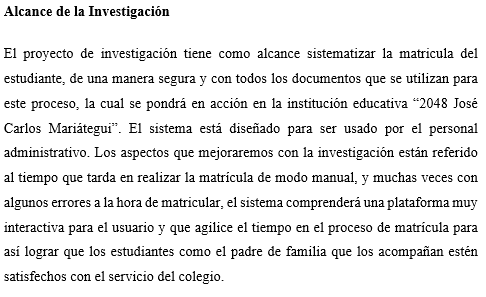 Alcance de la Investigación
El proyecto de investigación tiene como alcance sistematizar la matricula del
estudiante, de una manera segura y con todos los documentos que se utilizan para
este proceso, la cual se pondrá en acción en la institución educativa “2048 José
Carlos Mariátegui”. El sistema está diseñado para ser usado por el personal
administrativo. Los aspectos que mejoraremos con la investigación están referido
al tiempo que tarda en realizar la matrícula de modo manual, y muchas veces con
algunos errores a la hora de matricular, el sistema comprenderá una plataforma muy
interactiva para el usuario y que agilice el tiempo en el proceso de matrícula para
así lograr que los estudiantes como el padre de familia que los acompañan estén
satisfechos con el servicio del colegio.